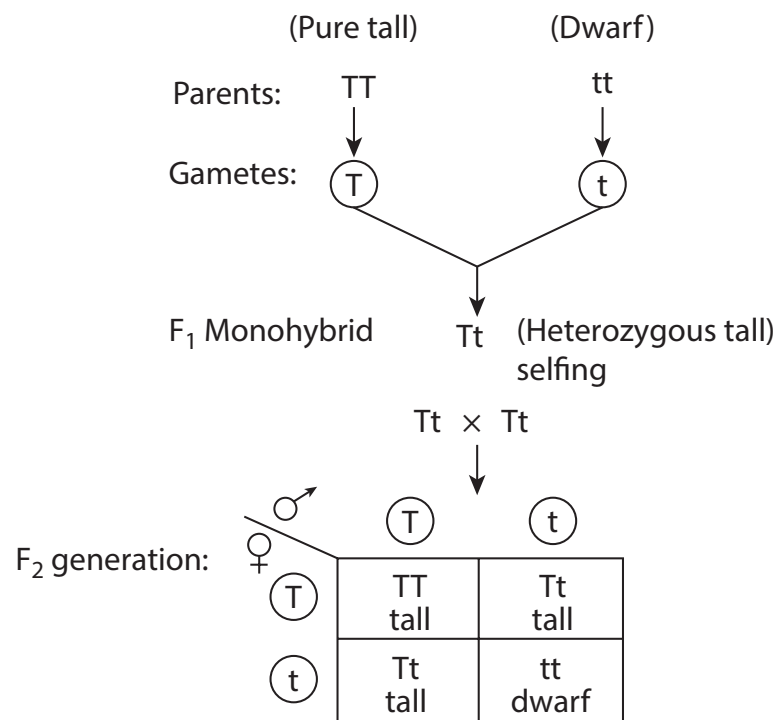 (Pure tall) (Dwarf)
Parents: TT tt
Gametes: T t
F₁ Monohybrid Tt (Heterozygous tall)
selfing
Tt × Tt
♂ T t
F₂ generation: ♀
T TT Tt
tall tall
t Tt tt
tall dwarf